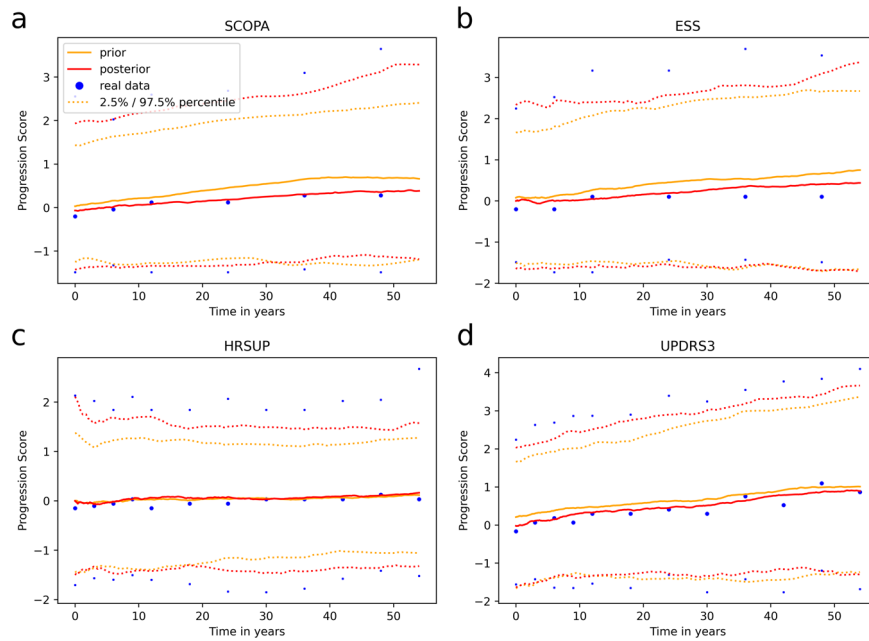 a
SCOPA
prior
posterior
real data
2.5% / 97.5% percentile
Progression Score
3
2
1
0
−1
0 10 20 30 40 50
Time in years
b
ESS
Progression Score
3
2
1
0
−1
−2
0 10 20 30 40 50
Time in years
c
HRSUP
Progression Score
2
1
0
−1
−2
0 10 20 30 40 50
Time in years
d
UPDRS3
Progression Score
4
3
2
1
0
−1
−2
0 10 20 30 40 50
Time in years